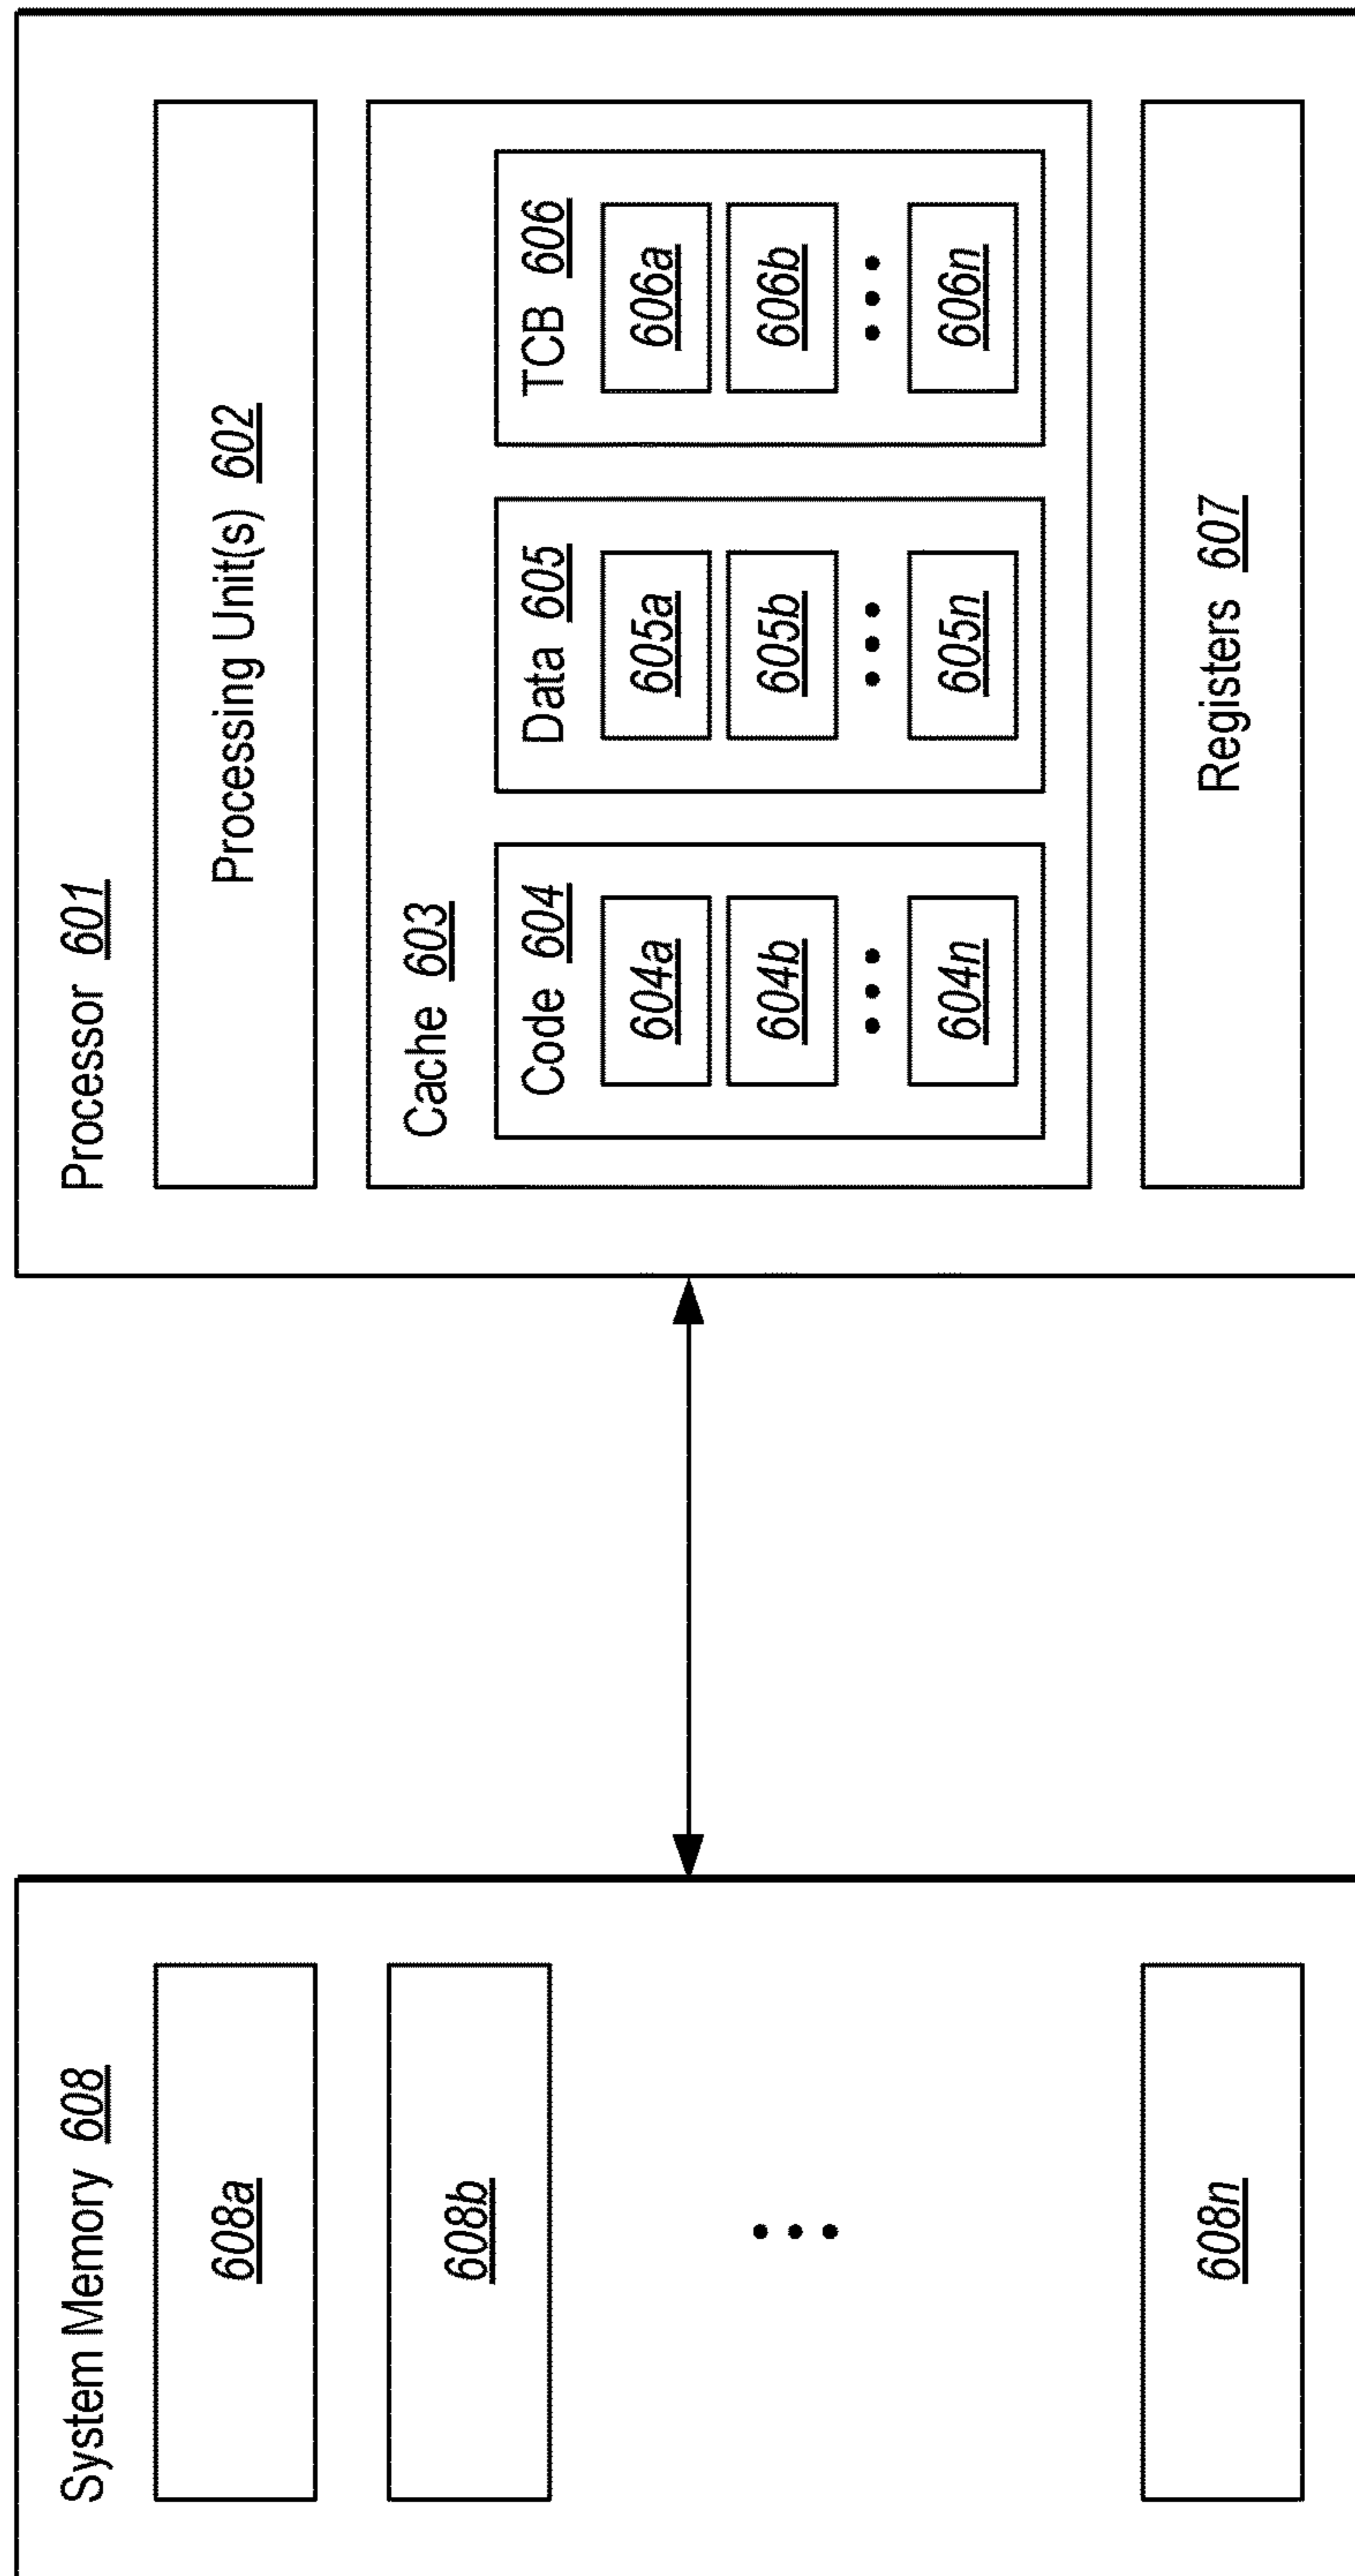 System Memory 608
608a
608b
608n
Processor 601
Processing Unit(s) 602
Cache 603
Code 604
604a
604b
604n
Data 605
605a
605b
605n
TCB 606
606a
606b
606n
Registers 607